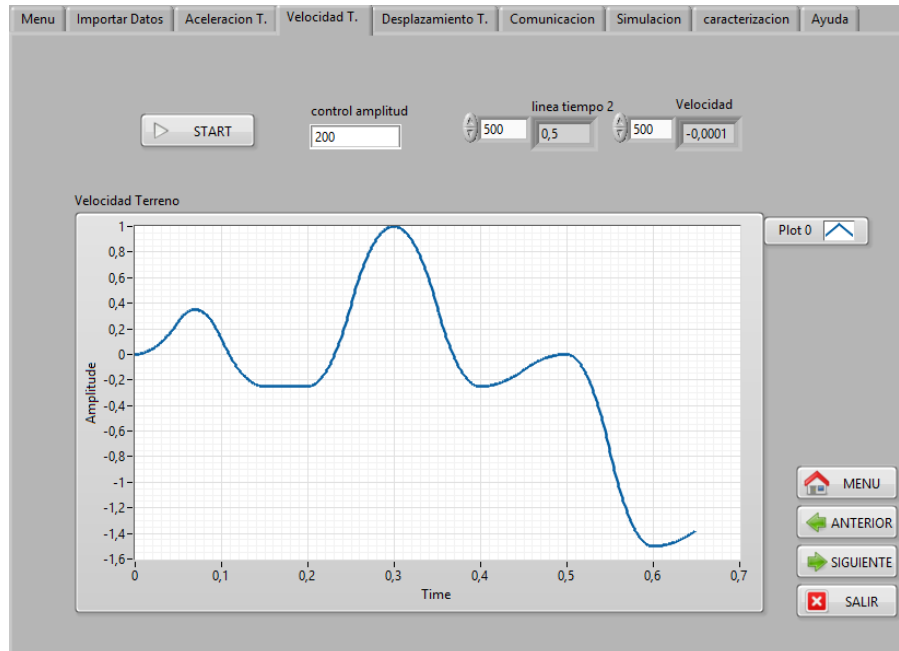 Menu Importar Datos Aceleracion T. Velocidad T. Desplazamiento T. Comunicacion Simulacion caracterizacion Ayuda
control amplitud linea tiempo 2 Velocidad
START 200 500 0,5 500 -0,0001
Velocidad Terreno
Plot 0
1
0,8
0,6
0,4
0,2
0
-0,2
-0,4
-0,6
-0,8
-1
-1,2
-1,4
-1,6
Amplitude
0 0,1 0,2 0,3 0,4 0,5 0,6 0,7
Time
MENU
ANTERIOR
SIGUIENTE
SALIR